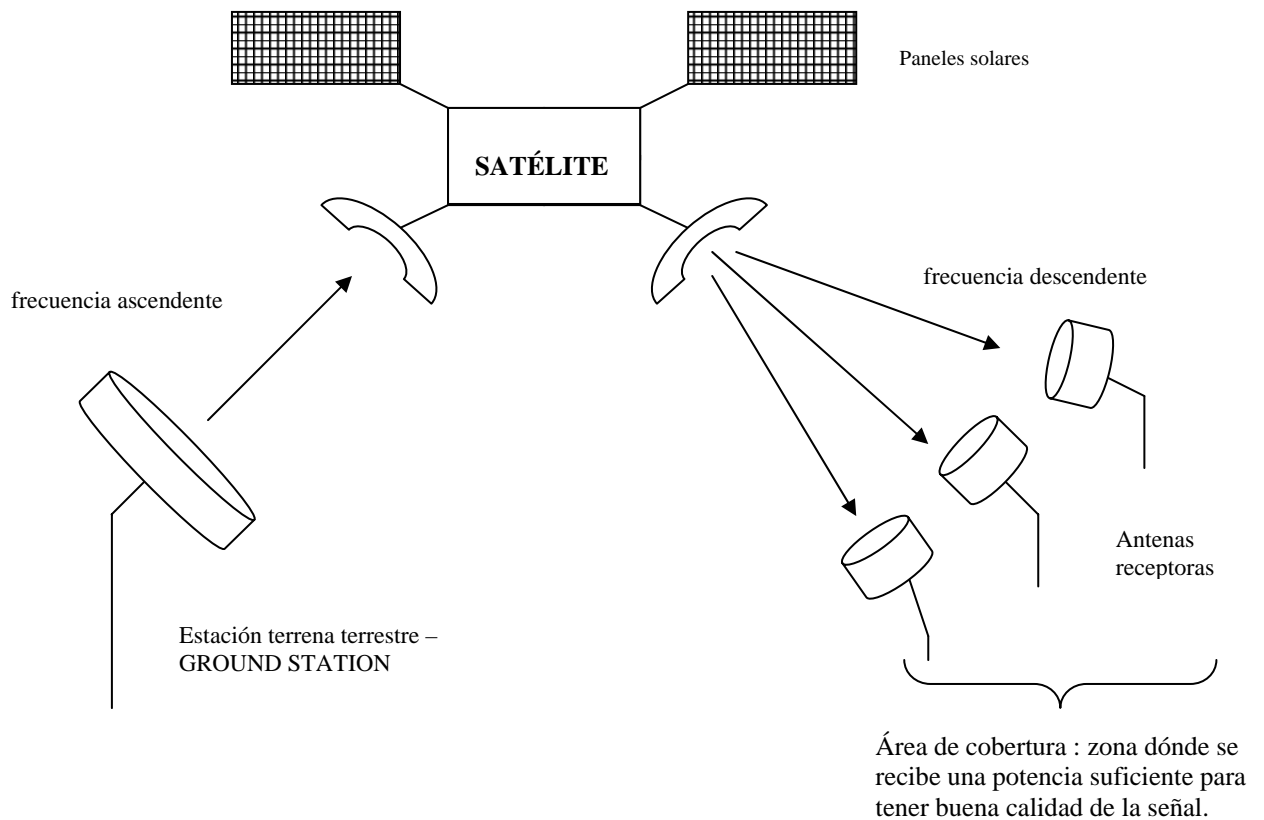 Paneles solares
SATÉLITE
frecuencia ascendente
frecuencia descendente
Antenas
receptoras
Estación terrena terrestre –
GROUND STATION
Área de cobertura : zona dónde se
recibe una potencia suficiente para
tener buena calidad de la señal.